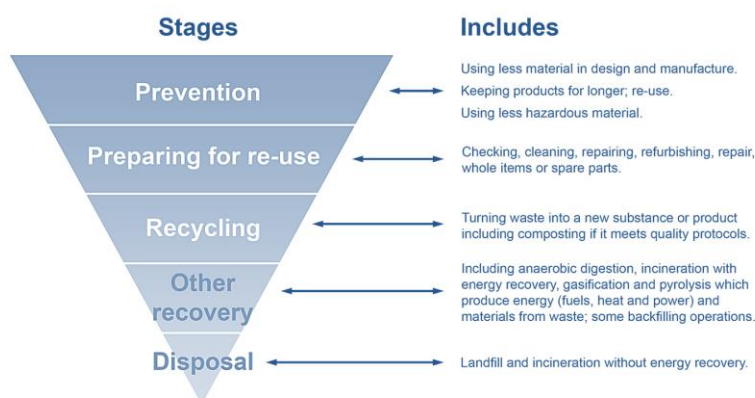 Stages
Includes
Prevention
Using less material in design and manufacture.
Keeping products for longer; re-use.
Using less hazardous material.
Preparing for re-use
Checking, cleaning, repairing, refurbishing, repair,
whole items or spare parts.
Recycling
Turning waste into a new substance or product
including composting if it meets quality protocols.
Other
recovery
Including anaerobic digestion, incineration with
energy recovery, gasification and pyrolysis which
produce energy (fuels, heat and power) and
materials from waste; some backfilling operations.
Disposal
Landfill and incineration without energy recovery.